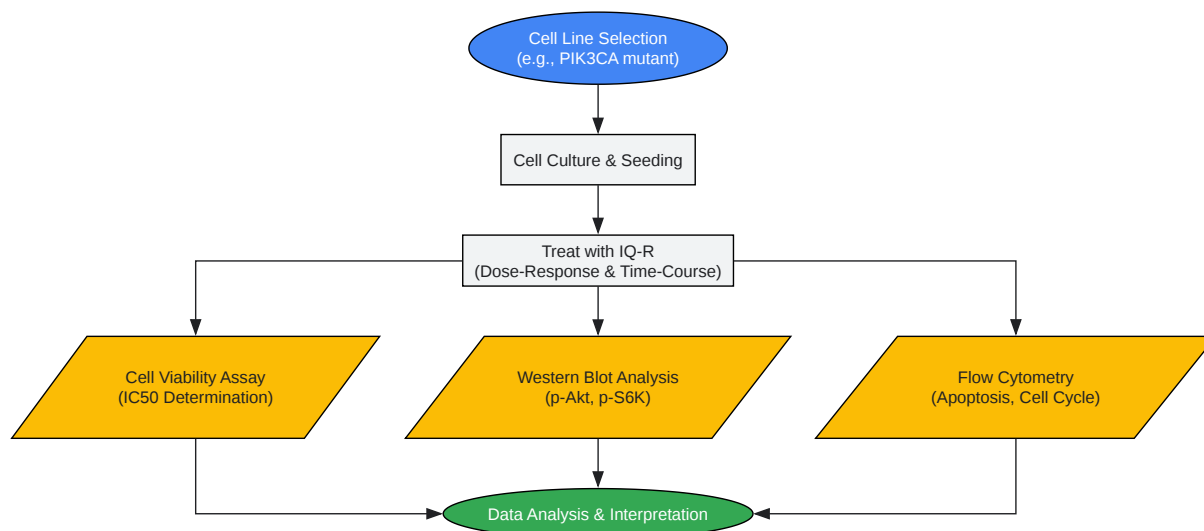 Cell Line Selection
(e.g., PIK3CA mutant)
Cell Culture & Seeding
Treat with IQ-R
(Dose-Response & Time-Course)
Cell Viability Assay
(IC50 Determination)
Western Blot Analysis
(p-Akt, p-S6K)
Flow Cytometry
(Apoptosis, Cell Cycle)
Data Analysis & Interpretation